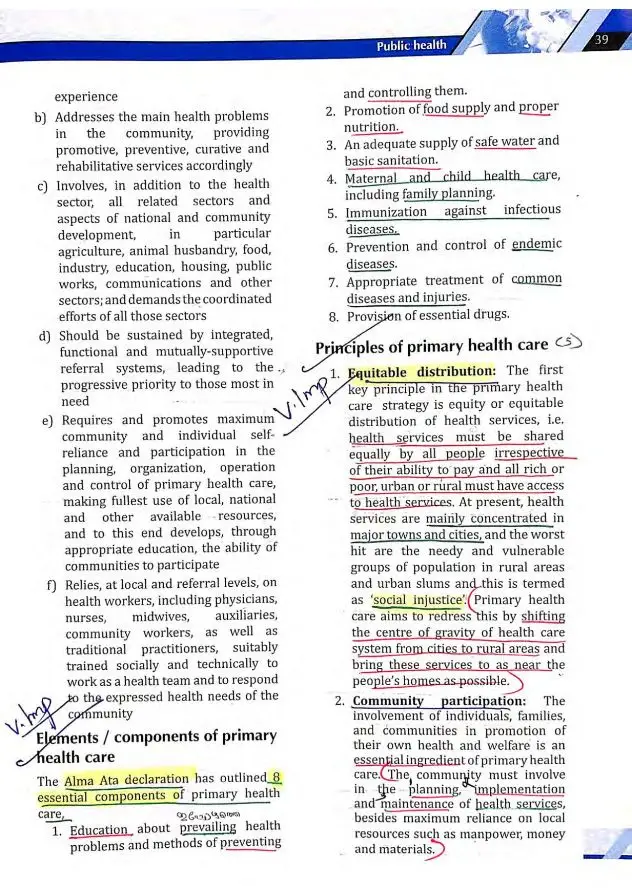 Public health
39
experience
b) Addresses the main health problems
in the community, providing
promotive, preventive, curative and
rehabilitative services accordingly
c) Involves, in addition to the health
sector, all related sectors and
aspects of national and community
development, in particular
agriculture, animal husbandry, food,
industry, education, housing, public
works, communications and other
sectors; and demands the coordinated
efforts of all those sectors
d) Should be sustained by integrated,
functional and mutually-supportive
referral systems, leading to the
progressive priority to those most in
need
e) Requires and promotes maximum
community and individual self-
reliance and participation in the
planning, organization, operation
and control of primary health care,
making fullest use of local, national
and other available resources,
and to this end develops, through
appropriate education, the ability of
communities to participate
f) Relies, at local and referral levels, on
health workers, including physicians,
nurses, midwives, auxiliaries,
community workers, as well as
traditional practitioners, suitably
trained socially and technically to
work as a health team and to respond
to the expressed health needs of the
community
V. Imp
Elements / components of primary
health care
The Alma Ata declaration has outlined 8
essential components of primary health
care,
1. Education about prevailing health
problems and methods of preventing
and controlling them.
2. Promotion of food supply and proper
nutrition.
3. An adequate supply of safe water and
basic sanitation.
4. Maternal and child health care,
including family planning.
5. Immunization against infectious
diseases.
6. Prevention and control of endemic
diseases.
7. Appropriate treatment of common
diseases and injuries.
8. Provision of essential drugs.
Principles of primary health care (5)
V. Imp
1. Equitable distribution: The first
key principle in the primary health
care strategy is equity or equitable
distribution of health services, i.e.
health services must be shared
equally by all people irrespective
of their ability to pay and all rich or
poor, urban or rural must have access
to health services. At present, health
services are mainly concentrated in
major towns and cities, and the worst
hit are the needy and vulnerable
groups of population in rural areas
and urban slums and this is termed
as 'social injustice'. Primary health
care aims to redress this by shifting
the centre of gravity of health care
system from cities to rural areas and
bring these services to as near the
people's homes as possible.
2. Community participation: The
involvement of individuals, families,
and communities in promotion of
their own health and welfare is an
essential ingredient of primary health
care. The community must involve
in the planning, implementation
and maintenance of health services,
besides maximum reliance on local
resources such as manpower, money
and materials.